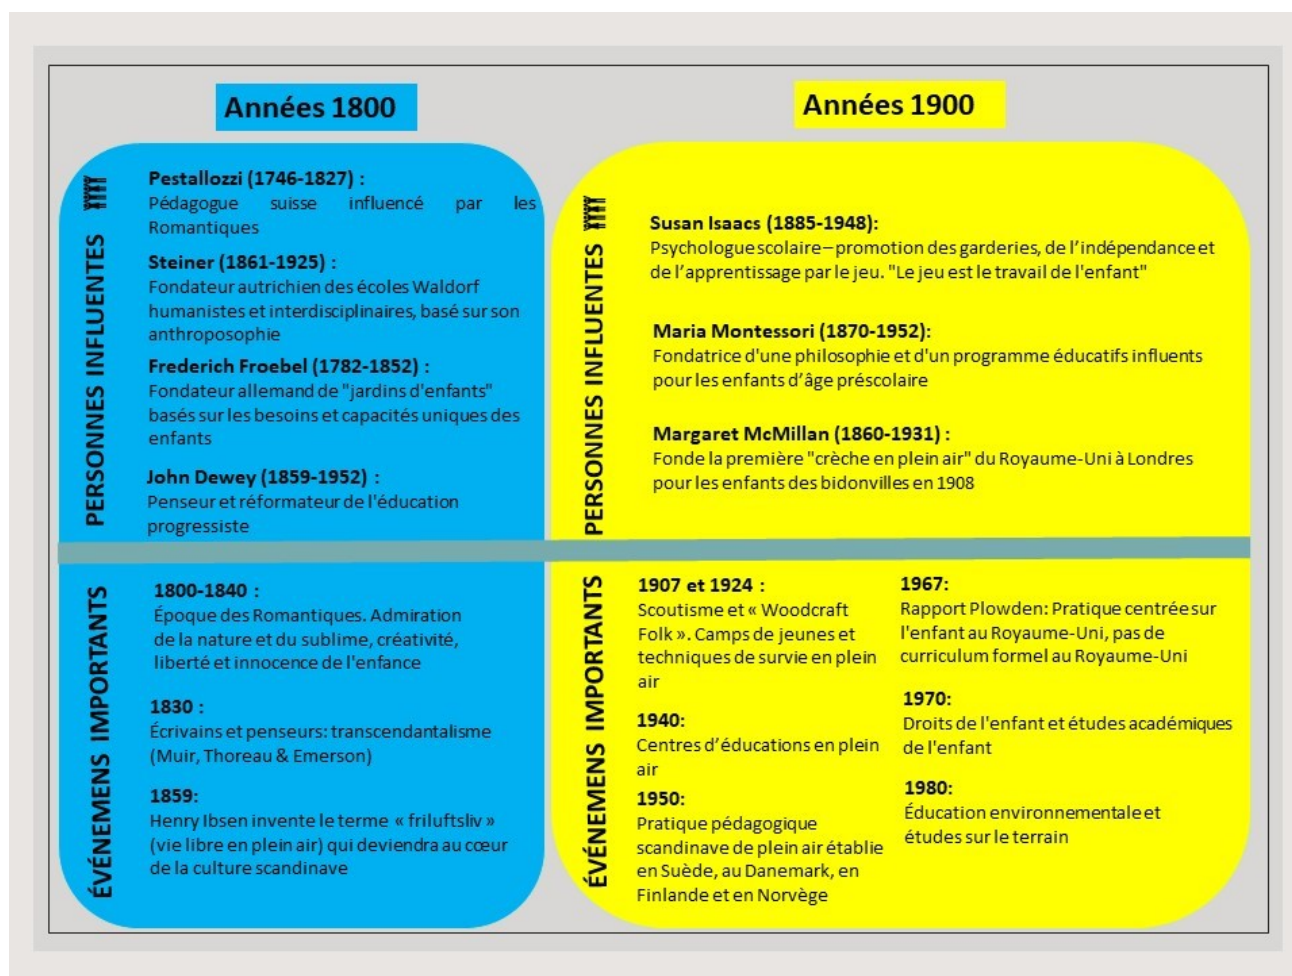 Années 1800
PERSONNES INFLUENTES
Pestallozzi (1746-1827) :
Pédagogue suisse influencé par les
Romantiques
Steiner (1861-1925) :
Fondateur autrichien des écoles Waldorf
humanistes et interdisciplinaires, basé sur son
anthroposophie
Frederich Froebel (1782-1852) :
Fondateur allemand de "jardins d'enfants"
basés sur les besoins et capacités uniques des
enfants
John Dewey (1859-1952) :
Penseur et réformateur de l'éducation
progressiste
ÉVÉNEMENS IMPORTANTS
1800-1840 :
Époque des Romantiques. Admiration
de la nature et du sublime, créativité,
liberté et innocence de l'enfance
1830 :
Écrivains et penseurs: transcendantalisme
(Muir, Thoreau & Emerson)
1859:
Henry Ibsen invente le terme « friluftsliv »
(vie libre en plein air) qui deviendra au cœur
de la culture scandinave
Années 1900
PERSONNES INFLUENTES
Susan Isaacs (1885-1948):
Psychologue scolaire – promotion des garderies, de l'indépendance et
de l'apprentissage par le jeu. "Le jeu est le travail de l'enfant"
Maria Montessori (1870-1952):
Fondatrice d'une philosophie et d'un programme éducatifs influents
pour les enfants d'âge préscolaire
Margaret McMillan (1860-1931) :
Fonde la première "crèche en plein air" du Royaume-Uni à Londres
pour les enfants des bidonvilles en 1908
ÉVÉNEMENS IMPORTANTS
1907 et 1924 :
Scoutisme et « Woodcraft
Folk ». Camps de jeunes et
techniques de survie en plein
air
1940:
Centres d'éducations en plein
air
1950:
Pratique pédagogique
scandinave de plein air établie
en Suède, au Danemark, en
Finlande et en Norvège
1967:
Rapport Plowden: Pratique centrée sur
l'enfant au Royaume-Uni, pas de
curriculum formel au Royaume-Uni
1970:
Droits de l'enfant et études académiques
de l'enfant
1980:
Éducation environnementale et
études sur le terrain